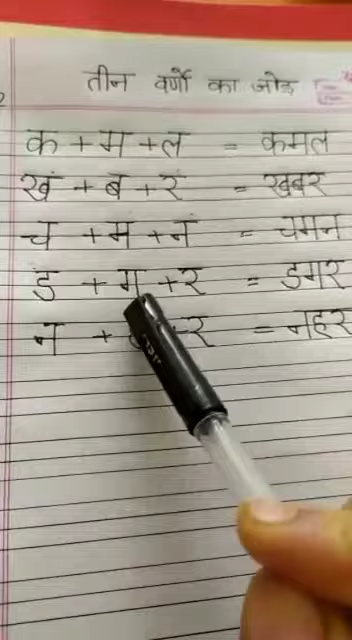 तीन वर्णो का जोड़
क + म + ल = कमल
ख + ब + र = खबर
च + म + न = चमन
ड + ग + र = डगर
न + + र = नहर